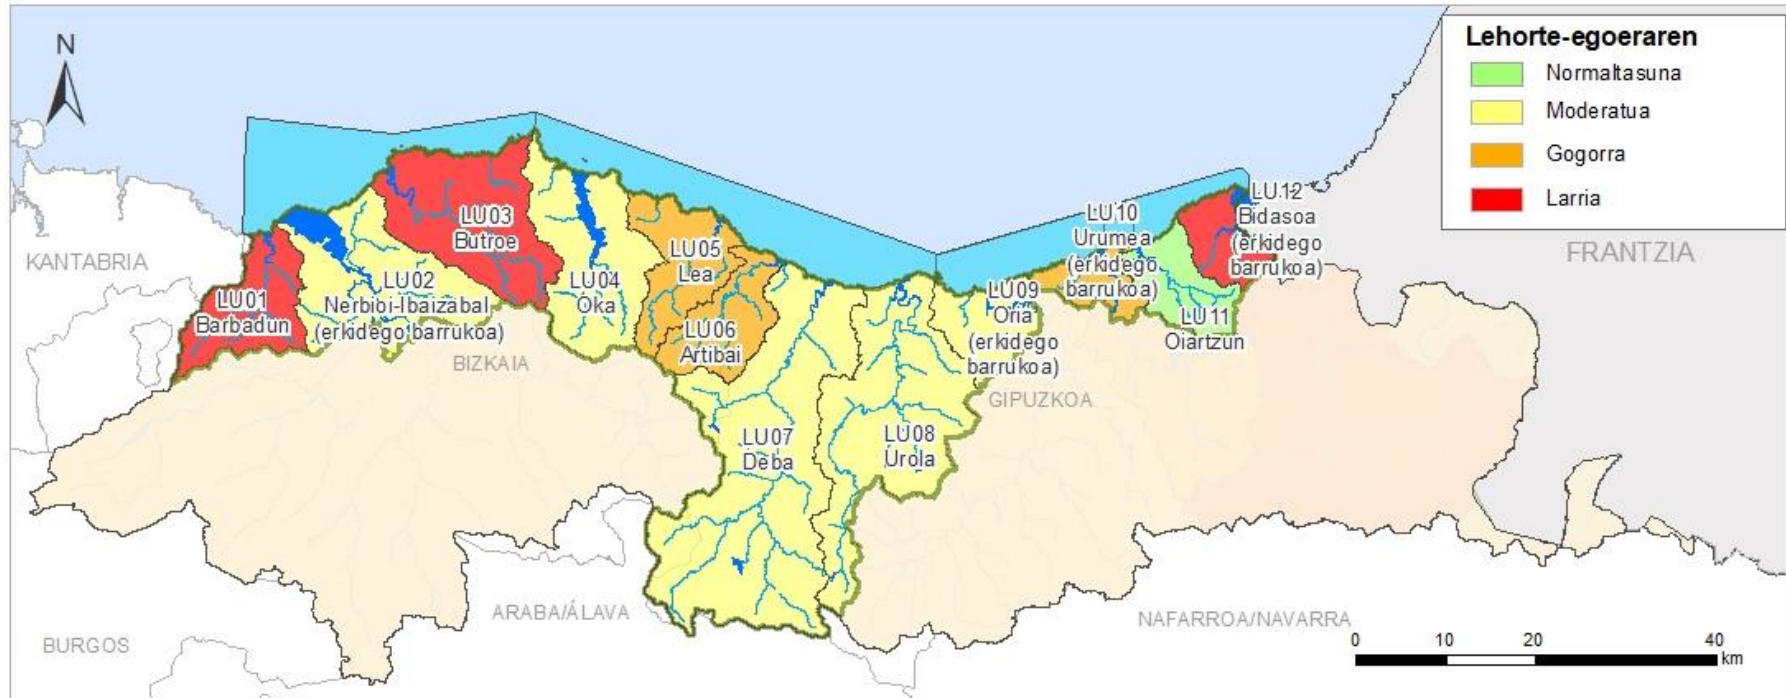 N
Lehorte-egoeraren
Normaltasuna
Moderatua
Gogorra
Larria
KANTABRIA
LU01
Barbadun
LU02
Nerbioi-Ibaizabal
(erkidego barrukoa)
LU03
Butroe
LU04
Oka
LU05
Lea
LU06
Artibai
LU07
Deba
LU08
Urola
LU09
Oria
(erkidego
barrukoa)
LU10
Urumea
(erkidego
barrukoa)
LU11
Oiartzun
LU12
Bidasoa
(erkidego
barrukoa)
FRANTZIA
BIZKAIA
GIPUZKOA
ARABA/ÁLAVA
NAFARROA/NAVARRA
BURGOS
0 10 20 40
km